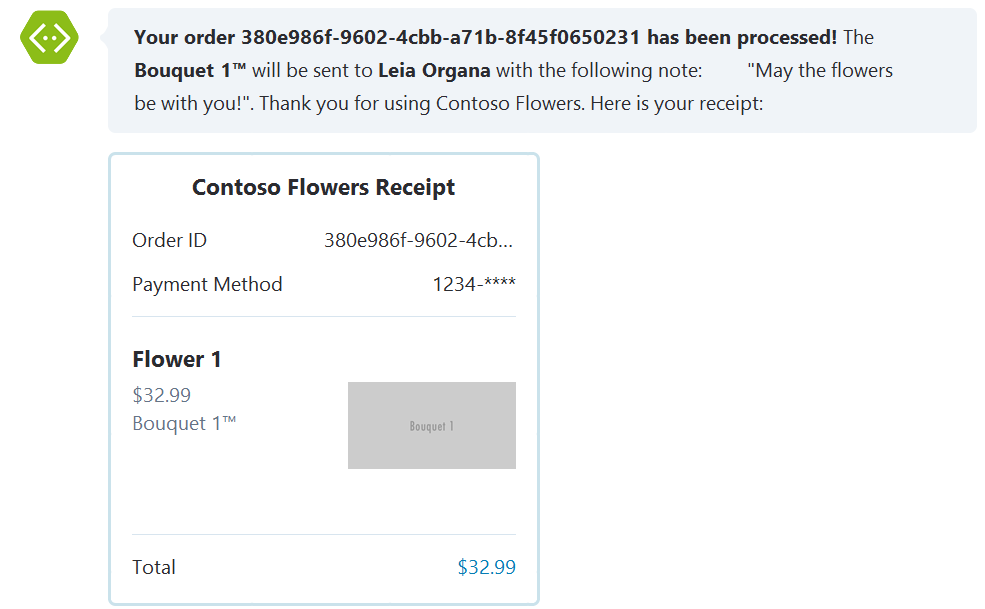 Your order 380e986f-9602-4cbb-a71b-8f45f0650231 has been processed! The
Bouquet 1™ will be sent to Leia Organa with the following note: "May the flowers
be with you!". Thank you for using Contoso Flowers. Here is your receipt:
Contoso Flowers Receipt
Order ID 380e986f-9602-4cb...
Payment Method 1234-****
Flower 1
$32.99
Bouquet 1™
Bouquet 1
Total $32.99